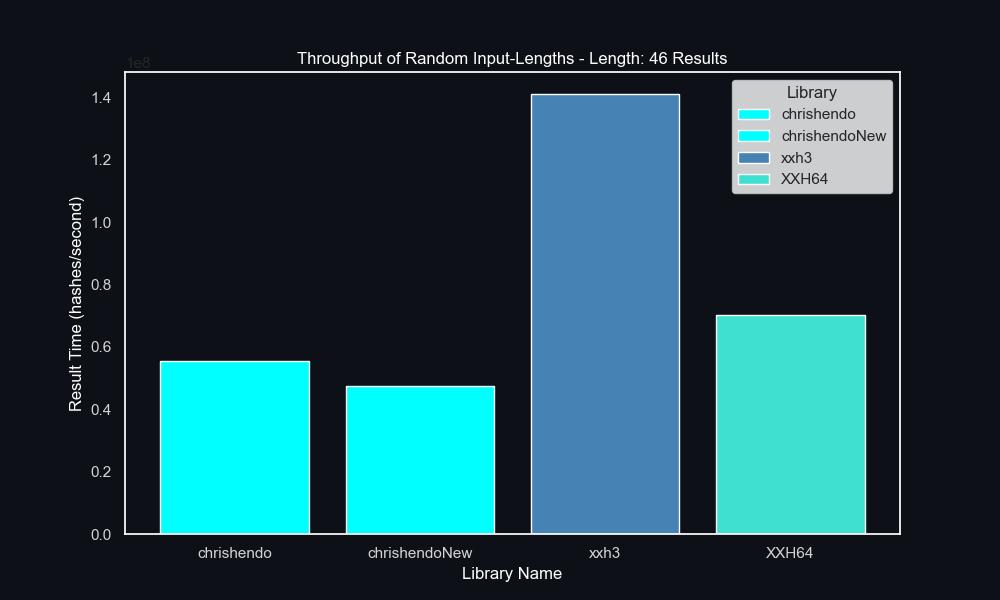 Throughput of Random Input-Lengths - Length: 46 Results
1e8
1.4
1.2
1.0
0.8
0.6
0.4
0.2
0.0
Result Time (hashes/second)
Library
chrishendo
chrishendoNew
xxh3
XXH64
chrishendo
chrishendoNew
xxh3
XXH64
Library Name